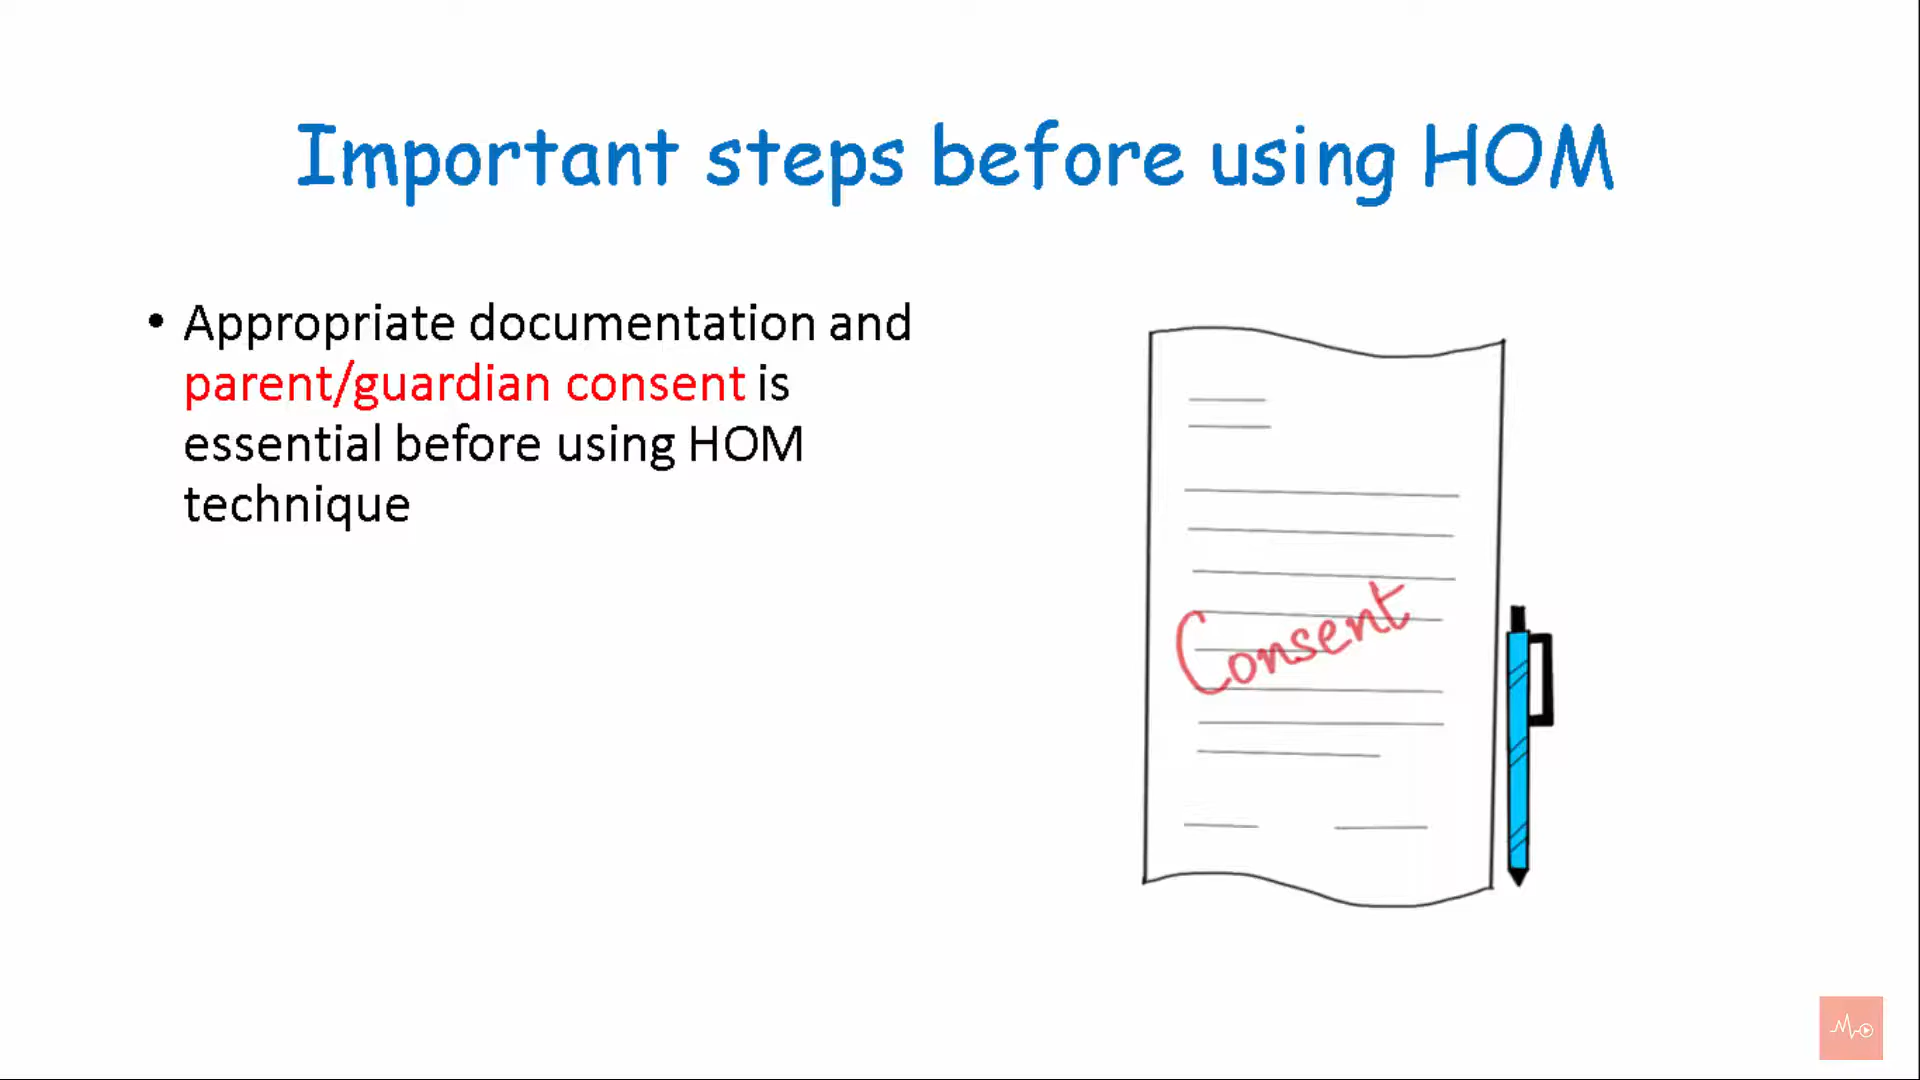 Important steps before using HOM
• Appropriate documentation and
parent/guardian consent is
essential before using HOM
technique
Consent